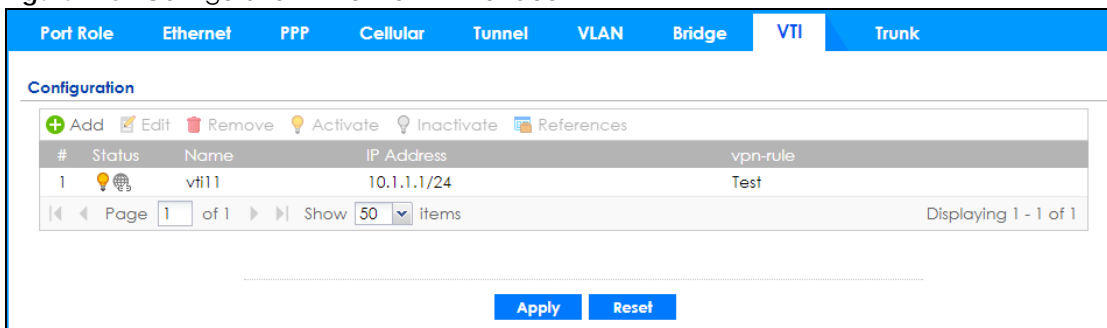 Port Role Ethernet PPP Cellular Tunnel VLAN Bridge VTI Trunk
Configuration
Add Edit Remove Activate Inactivate References
# Status Name IP Address vpn-rule
1 vti11 10.1.1.1/24 Test
Page 1 of 1 Show 50 items Displaying 1 - 1 of 1
Apply Reset